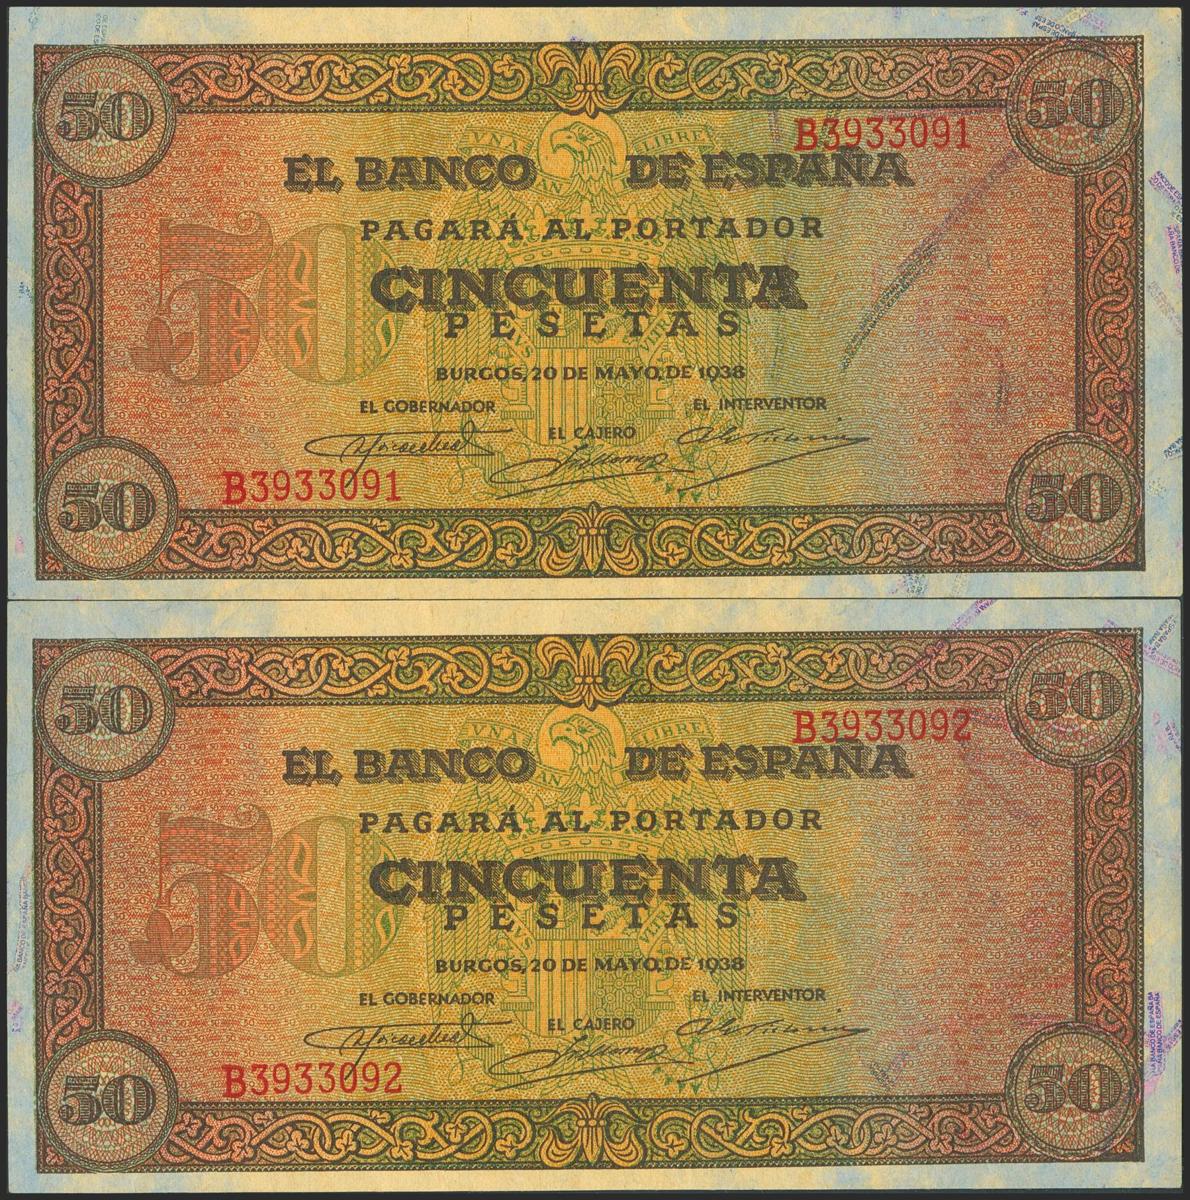 50 50
B3933091
VNA LIBRE
EL BANCO DE ESPAÑA
PAGARÁ AL PORTADOR
50
CINCUENTA
PESETAS
BURGOS, 20 DE MAYO, DE 1938
EL GOBERNADOR EL INTERVENTOR
EL CAJERO
B3933091
50 50
50 50
B3933092
VNA LIBRE
EL BANCO DE ESPAÑA
PAGARÁ AL PORTADOR
50
CINCUENTA
PESETAS
BURGOS, 20 DE MAYO, DE 1938
EL GOBERNADOR EL INTERVENTOR
EL CAJERO
B3933092
50 50